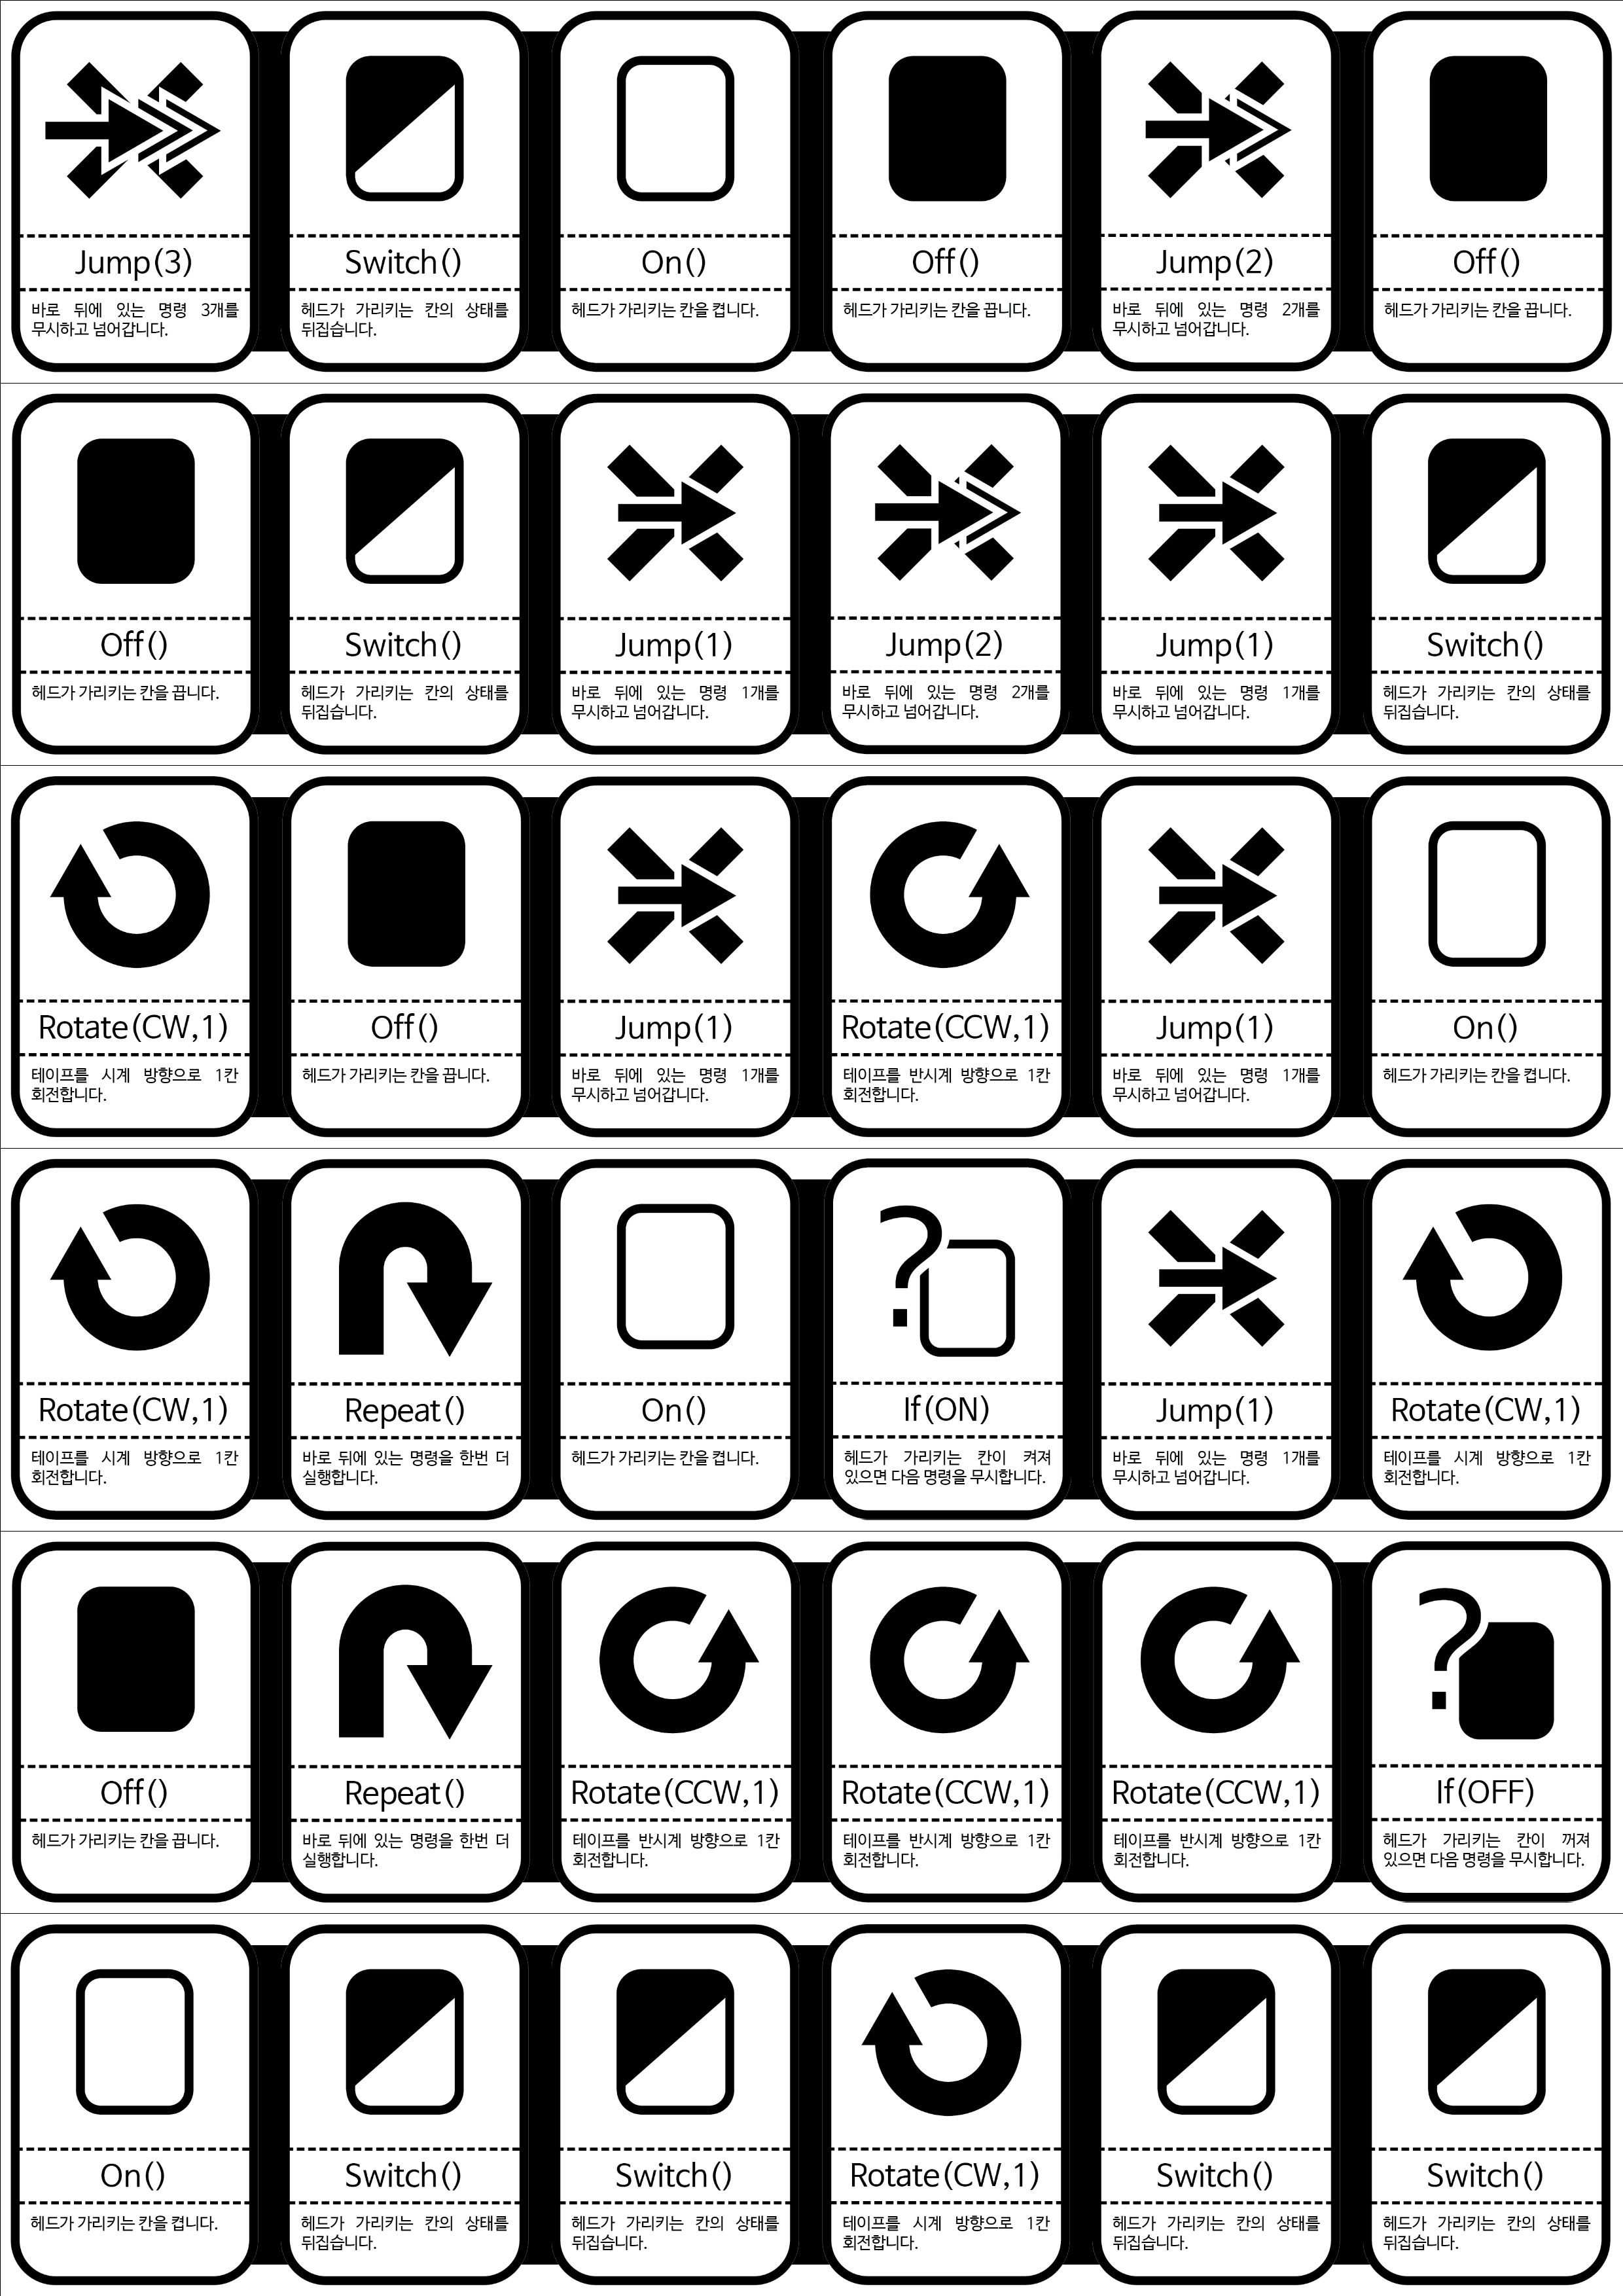 Jump(3)
바로 뒤에 있는 명령 3개를
무시하고 넘어갑니다.
Switch()
헤드가 가리키는 칸의 상태를
뒤집습니다.
On()
헤드가 가리키는 칸을 켭니다.
Off()
헤드가 가리키는 칸을 끕니다.
Jump(2)
바로 뒤에 있는 명령 2개를
무시하고 넘어갑니다.
Off()
헤드가 가리키는 칸을 끕니다.
Off()
헤드가 가리키는 칸을 끕니다.
Switch()
헤드가 가리키는 칸의 상태를
뒤집습니다.
Jump(1)
바로 뒤에 있는 명령 1개를
무시하고 넘어갑니다.
Jump(2)
바로 뒤에 있는 명령 2개를
무시하고 넘어갑니다.
Jump(1)
바로 뒤에 있는 명령 1개를
무시하고 넘어갑니다.
Switch()
헤드가 가리키는 칸의 상태를
뒤집습니다.
Rotate(CW,1)
테이프를 시계 방향으로 1칸
회전합니다.
Off()
헤드가 가리키는 칸을 끕니다.
Jump(1)
바로 뒤에 있는 명령 1개를
무시하고 넘어갑니다.
Rotate(CCW,1)
테이프를 반시계 방향으로 1칸
회전합니다.
Jump(1)
바로 뒤에 있는 명령 1개를
무시하고 넘어갑니다.
On()
헤드가 가리키는 칸을 켭니다.
Rotate(CW,1)
테이프를 시계 방향으로 1칸
회전합니다.
Repeat()
바로 뒤에 있는 명령을 한번 더
실행합니다.
On()
헤드가 가리키는 칸을 켭니다.
?
If(ON)
헤드가 가리키는 칸이 켜져
있으면 다음 명령을 무시합니다.
Jump(1)
바로 뒤에 있는 명령 1개를
무시하고 넘어갑니다.
Rotate(CW,1)
테이프를 시계 방향으로 1칸
회전합니다.
Off()
헤드가 가리키는 칸을 끕니다.
Repeat()
바로 뒤에 있는 명령을 한번 더
실행합니다.
Rotate(CCW,1)
테이프를 반시계 방향으로 1칸
회전합니다.
Rotate(CCW,1)
테이프를 반시계 방향으로 1칸
회전합니다.
Rotate(CCW,1)
테이프를 반시계 방향으로 1칸
회전합니다.
?
If(OFF)
헤드가 가리키는 칸이 꺼져
있으면 다음 명령을 무시합니다.
On()
헤드가 가리키는 칸을 켭니다.
Switch()
헤드가 가리키는 칸의 상태를
뒤집습니다.
Switch()
헤드가 가리키는 칸의 상태를
뒤집습니다.
Rotate(CW,1)
테이프를 시계 방향으로 1칸
회전합니다.
Switch()
헤드가 가리키는 칸의 상태를
뒤집습니다.
Switch()
헤드가 가리키는 칸의 상태를
뒤집습니다.